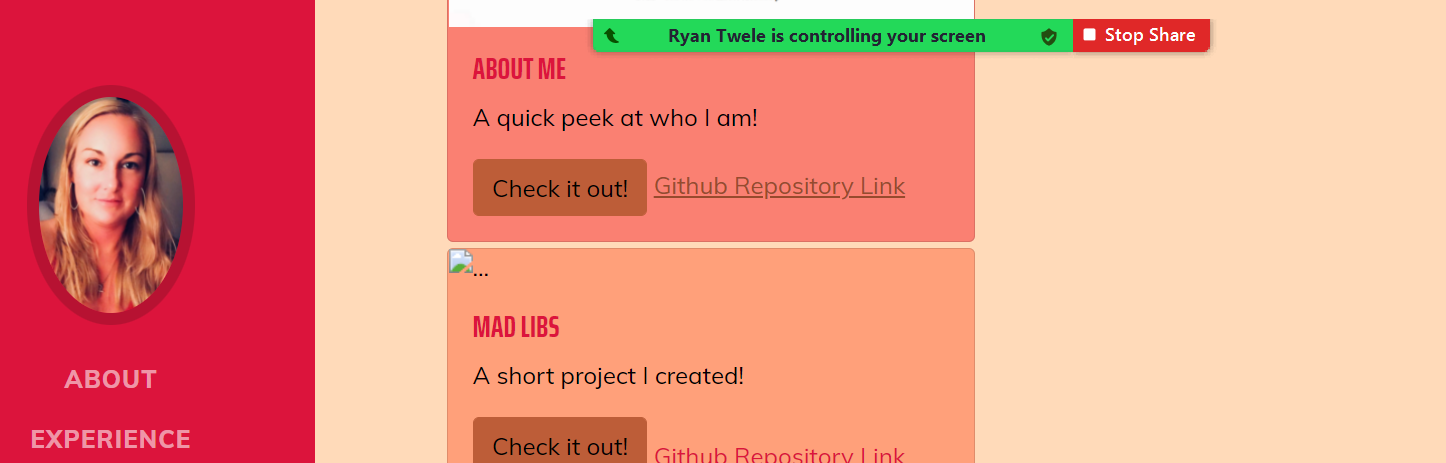 Ryan Twele is controlling your screen
Stop Share
ABOUT ME
A quick peek at who I am!
Check it out! Github Repository Link
...
MAD LIBS
A short project I created!
Check it out! Github Repository Link
ABOUT
EXPERIENCE